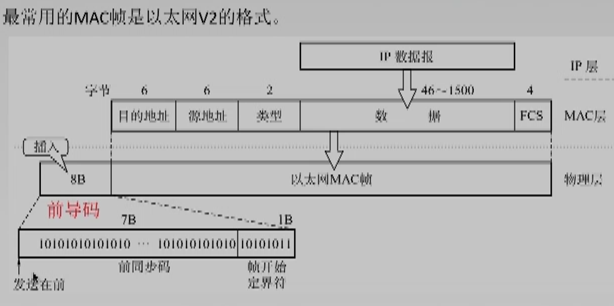 最常用的MAC帧是以太网V2的格式。
IP 数据报
IP 层
字节 6 6 2 46~1500 4
目的地址 源地址 类型 数 据 FCS MAC层
插入
8B 以太网MAC帧 物理层
前导码
7B 1B
10101010101010 ··· 101010101010 10101011
前同步码 帧开始
定界符
发送在前